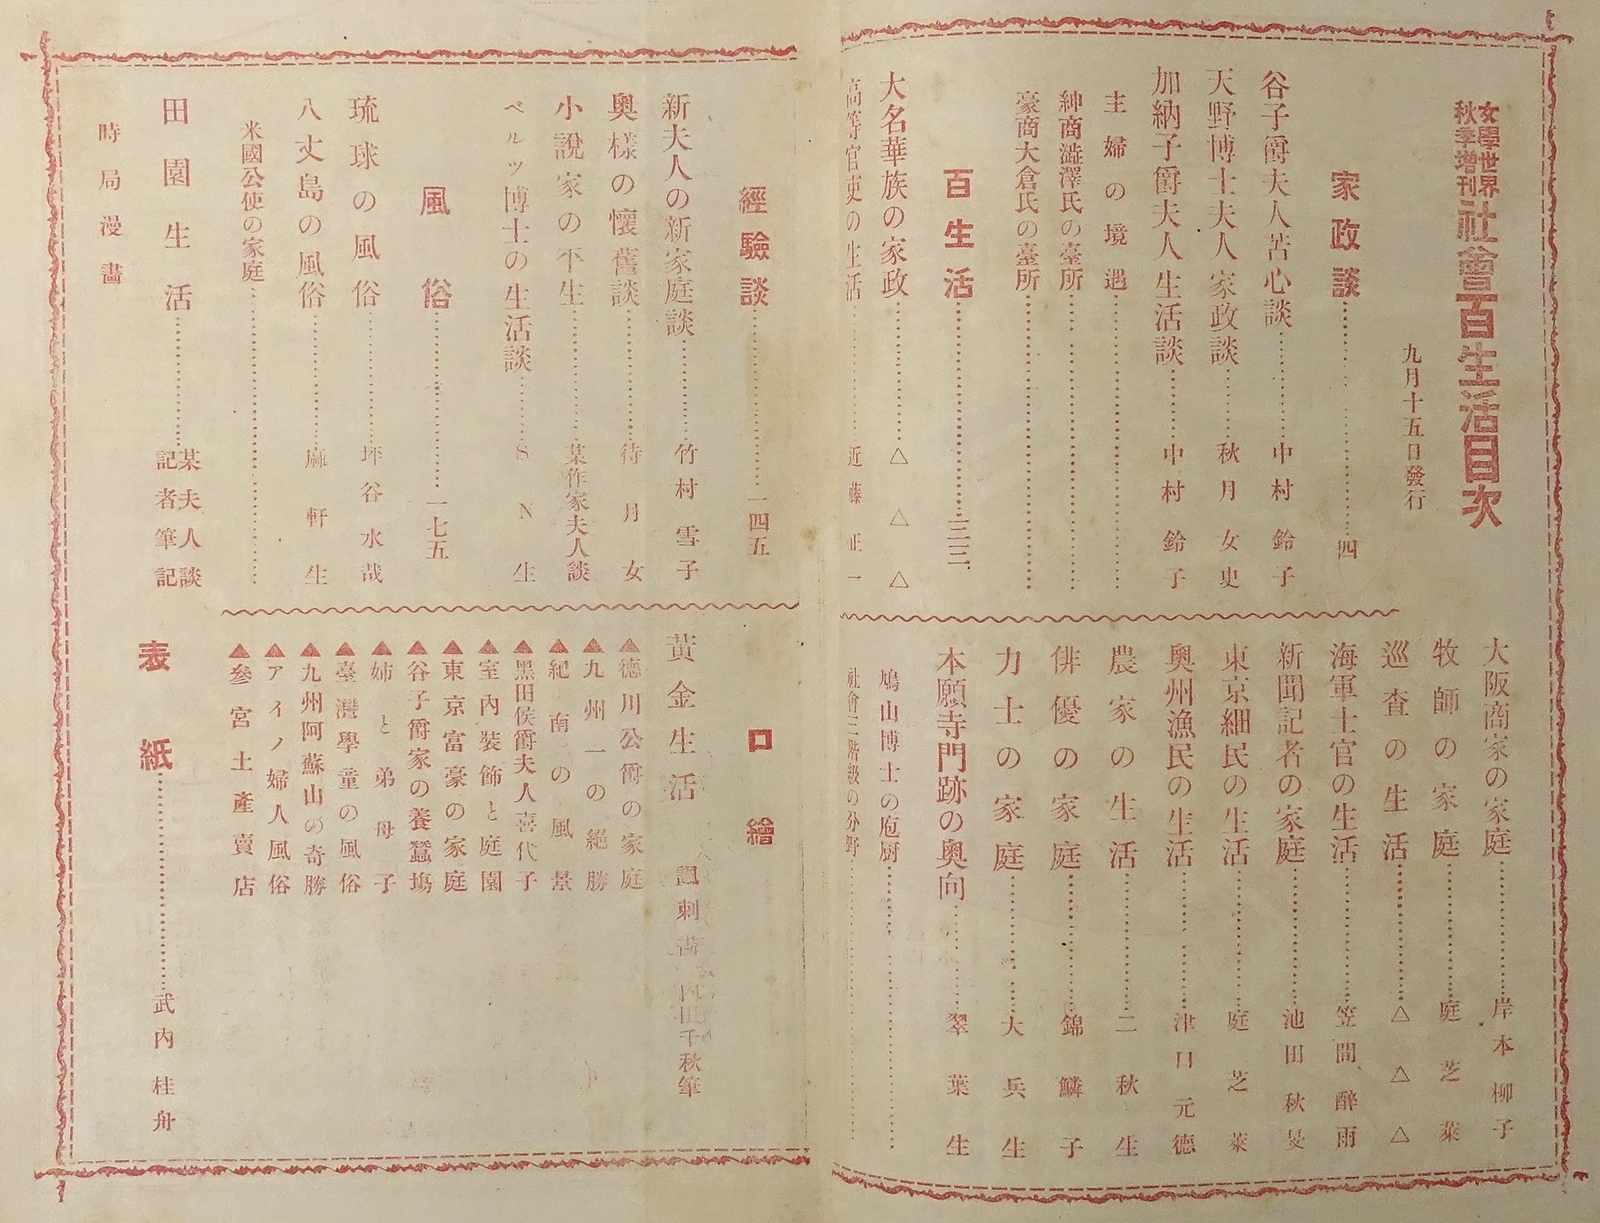 女學世界
秋季增刊
社會百生活目次
九月十五日發行
家政談………四
谷子爵夫人苦心談………中村鈴子
天野博士夫人家政談………秋月女史
加納子爵夫人生活談………中村鈴子
主婦の境遇………
紳商澁澤氏の臺所………
豪商大倉氏の臺所………
百生活………三三
大名華族の家政………△△△
高等官吏の生活………近藤正一
大阪商家の家庭………岸本柳子
牧師の家庭………庭芝葉
巡査の生活………△△△
海軍士官の生活………笠間醉雨
新聞記者の家庭………池田秋旻
東京細民の生活………庭芝葉
奧州漁民の生活………津口元德
農家の生活………二秋生
俳優の家庭………錦鱗子
力士の家庭………大兵生
本願寺門跡の奧向………翠葉生
鳩山博士の庖厨………
社會三階級の分野………
經驗談………一四五
新夫人の新家庭談………竹村雪子
奧樣の懷舊談………待月女
小說家の平生………某作家夫人談
ベルツ博士の生活談………S N 生
風俗………一七五
琉球の風俗………坪谷水哉
八丈島の風俗………麻軒生
米國公使の家庭………
田園生活………某夫人談
記者筆記
時局漫畵
口繪
黃金生活
諷刺畵 田千秋筆
▲德川公爵の家庭
▲九州一の絕勝
▲紀南の風景
▲黑田侯爵夫人喜代子
▲室內裝飾と庭園
▲東京富豪の家庭
▲谷子爵家の養蠶塲
▲姊と弟母子
▲臺灣學童の風俗
▲九州阿蘇山の奇勝
▲アイノ婦人風俗
▲參宮土產賣店
表紙………武內桂舟